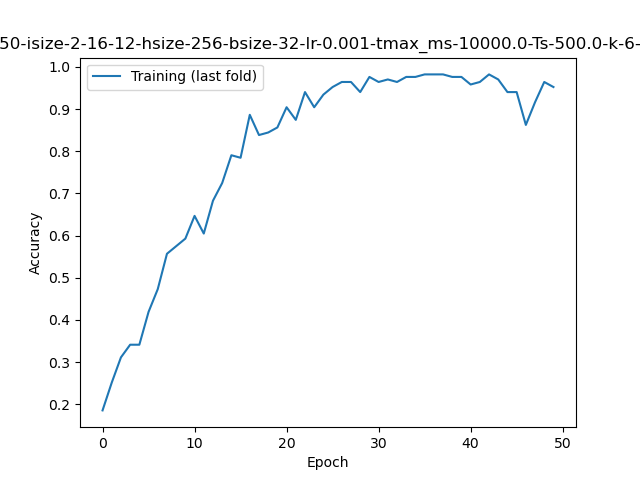 50-isize-2-16-12-hsize-256-bsize-32-lr-0.001-tmax_ms-10000.0-Ts-500.0-k-6-
Training (last fold)
1.0
0.9
0.8
0.7
0.6
0.5
0.4
0.3
0.2
Accuracy
0 10 20 30 40 50
Epoch